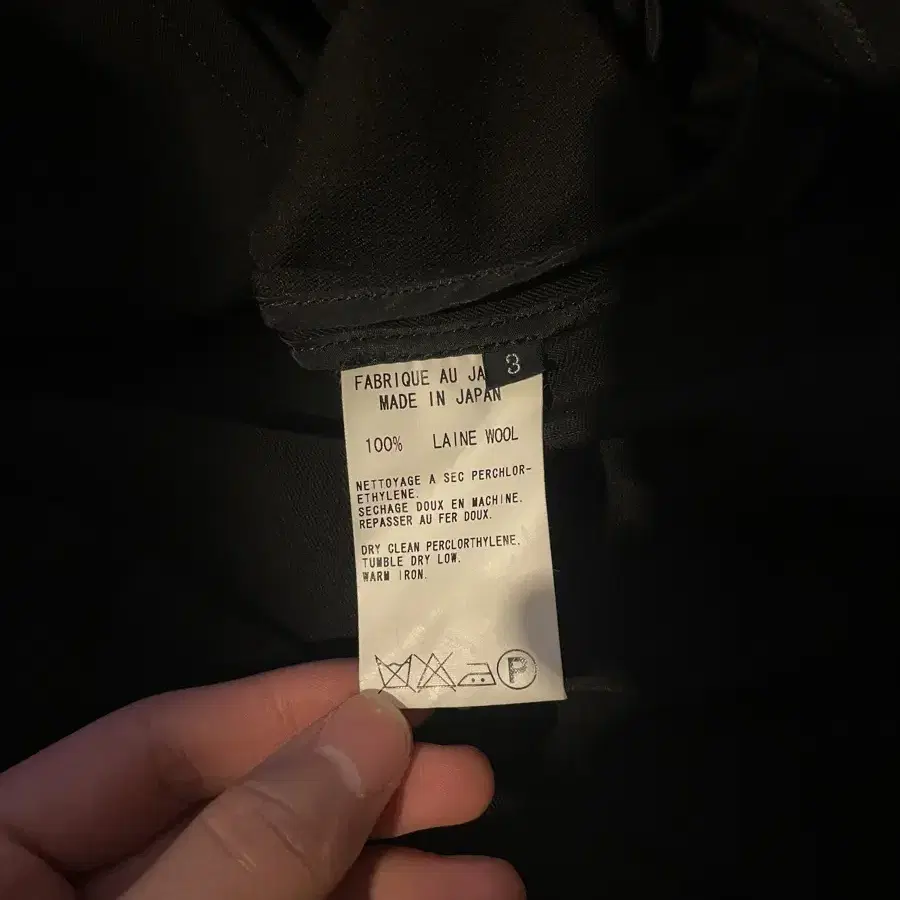 3
FABRIQUE AU JA
MADE IN JAPAN
100% LAINE WOOL
NETTOYAGE A SEC PERCHLOR-
ETHYLENE.
SECHAGE DOUX EN MACHINE.
REPASSER AU FER DOUX.
DRY CLEAN PERCLORTHYLENE.
TUMBLE DRY LOW.
WARM IRON.
P